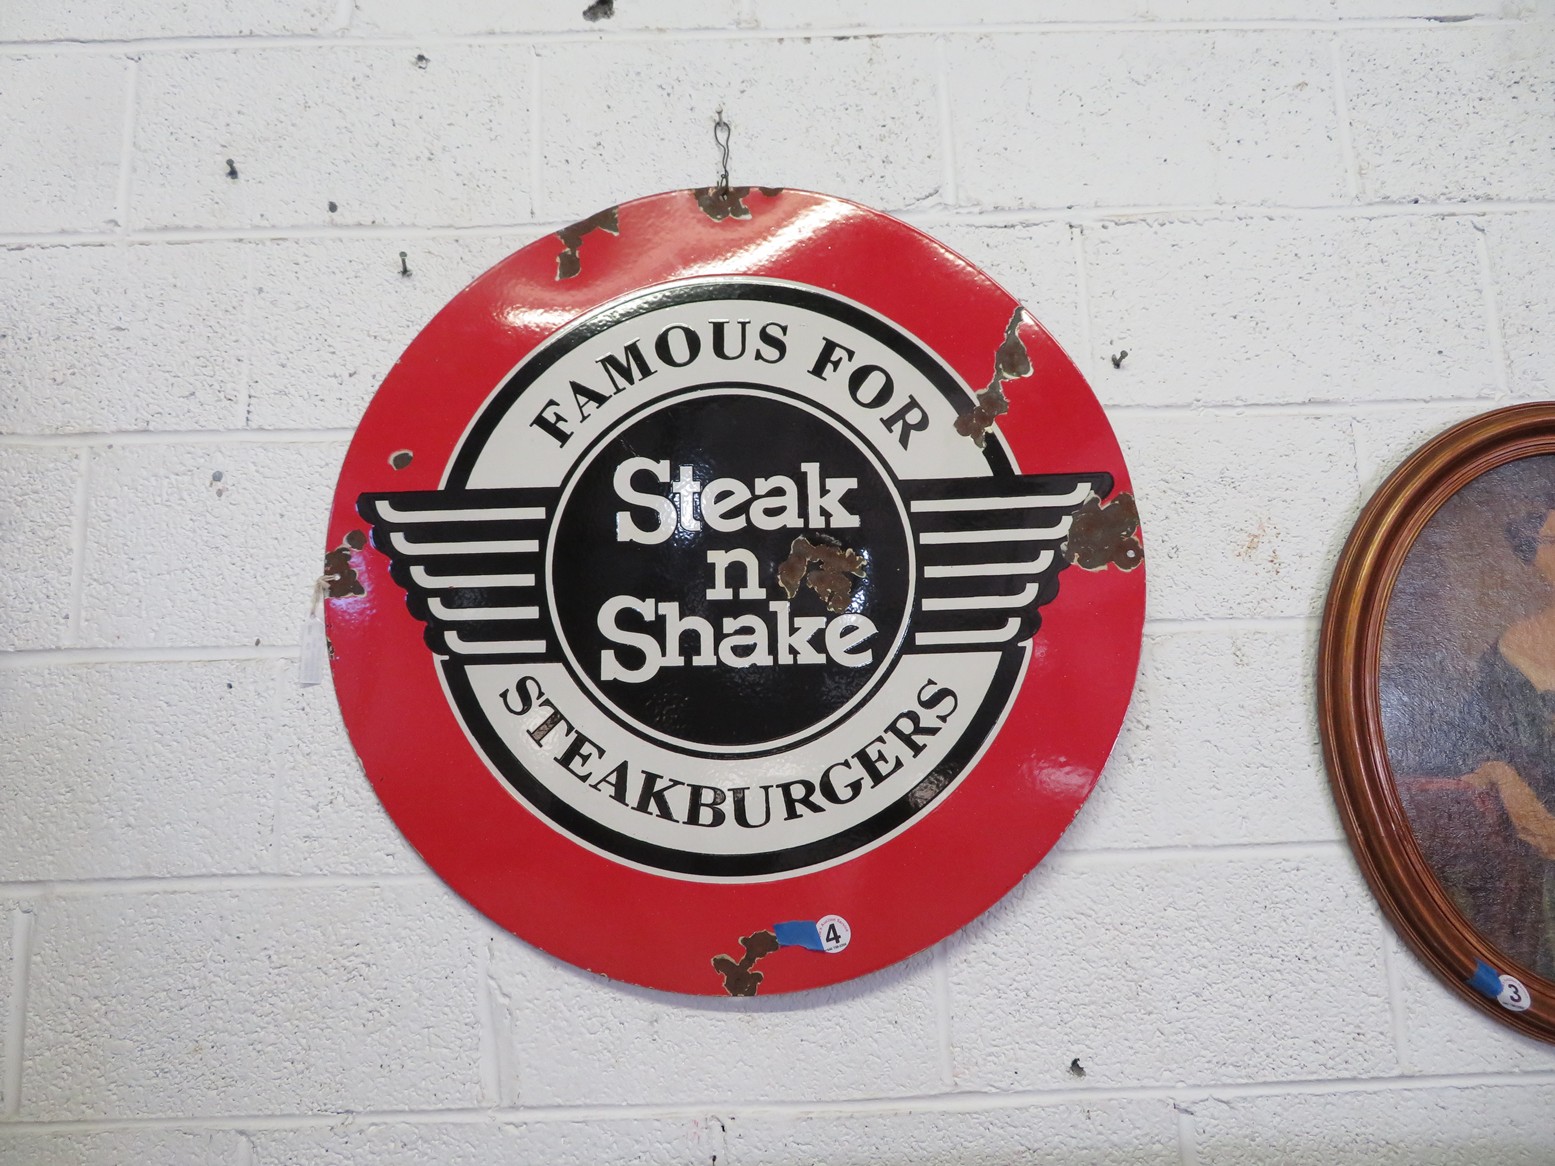 FAMOUS FOR
Steak
n
Shake
STEAKBURGERS
4
3